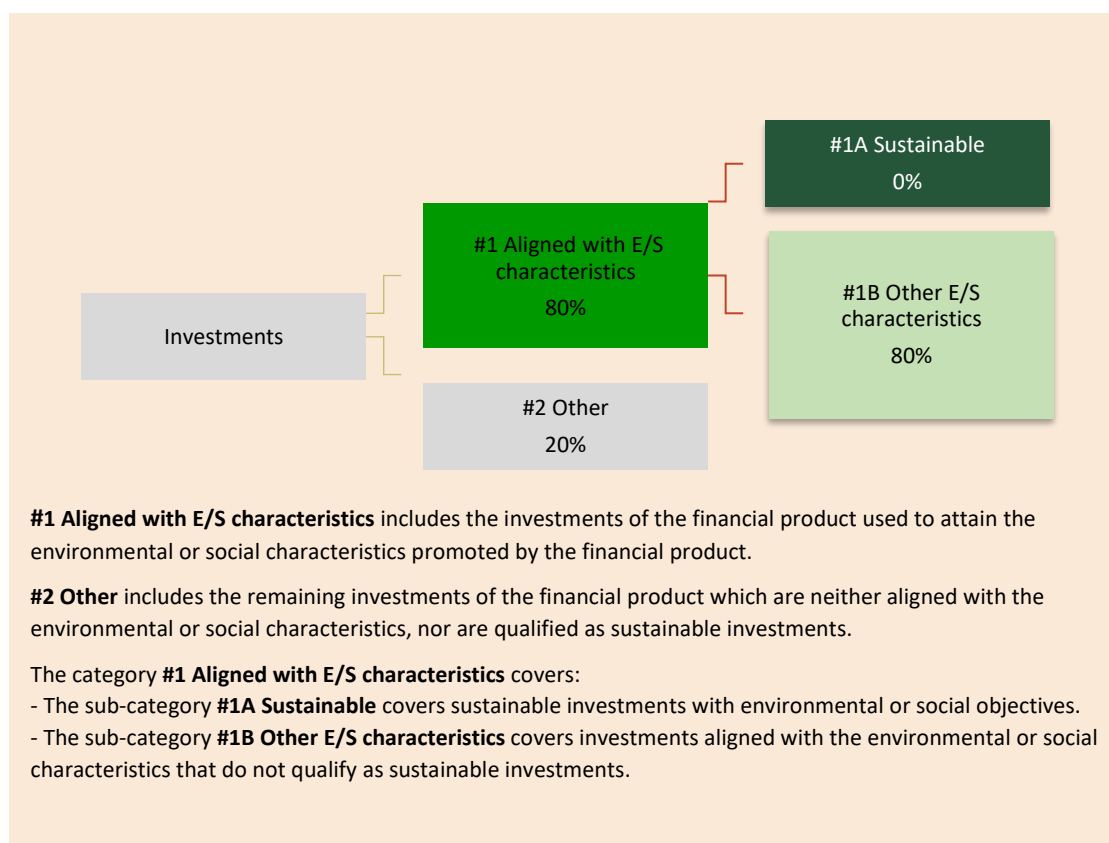 #1A Sustainable
0%
#1 Aligned with E/S
characteristics
80%
#1B Other E/S
characteristics
80%
Investments
#2 Other
20%
#1 Aligned with E/S characteristics includes the investments of the financial product used to attain the
environmental or social characteristics promoted by the financial product.
#2 Other includes the remaining investments of the financial product which are neither aligned with the
environmental or social characteristics, nor are qualified as sustainable investments.
The category #1 Aligned with E/S characteristics covers:
- The sub-category #1A Sustainable covers sustainable investments with environmental or social objectives.
- The sub-category #1B Other E/S characteristics covers investments aligned with the environmental or social
characteristics that do not qualify as sustainable investments.